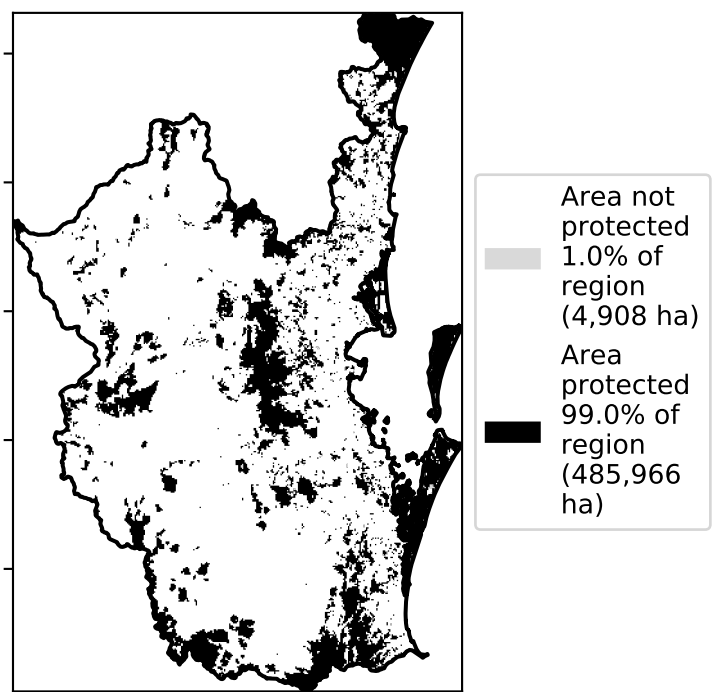 Area not
protected
1.0% of
region
(4,908 ha)
Area
protected
99.0% of
region
(485,966
ha)